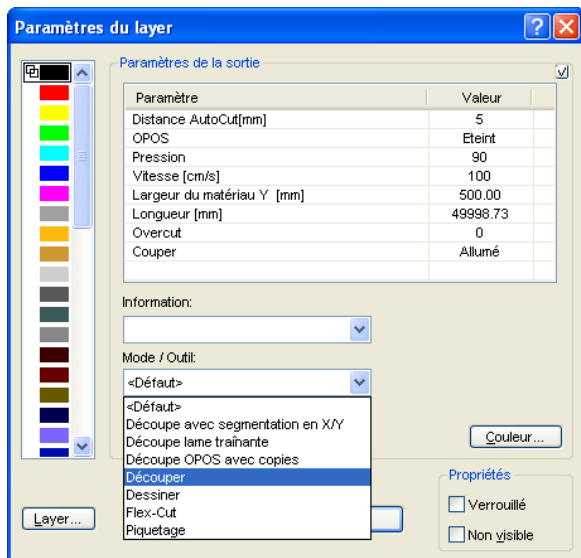 Paramètres du layer
Paramètres de la sortie
Paramètre Valeur
Distance AutoCut[mm] 5
OPOS Eteint
Pression 90
Vitesse [cm/s] 100
Largeur du matériau Y [mm] 500.00
Longueur [mm] 49998.73
Overcut 0
Couper Allumé
Information:
Mode / Outil:
<Défaut>
<Défaut>
Découpe avec segmentation en X/Y
Découpe lame traînante
Découpe OPOS avec copies
Découper
Dessiner
Flex-Cut
Piquetage
Couleur...
Propriétés
Verrouillé
Non visible
Layer...